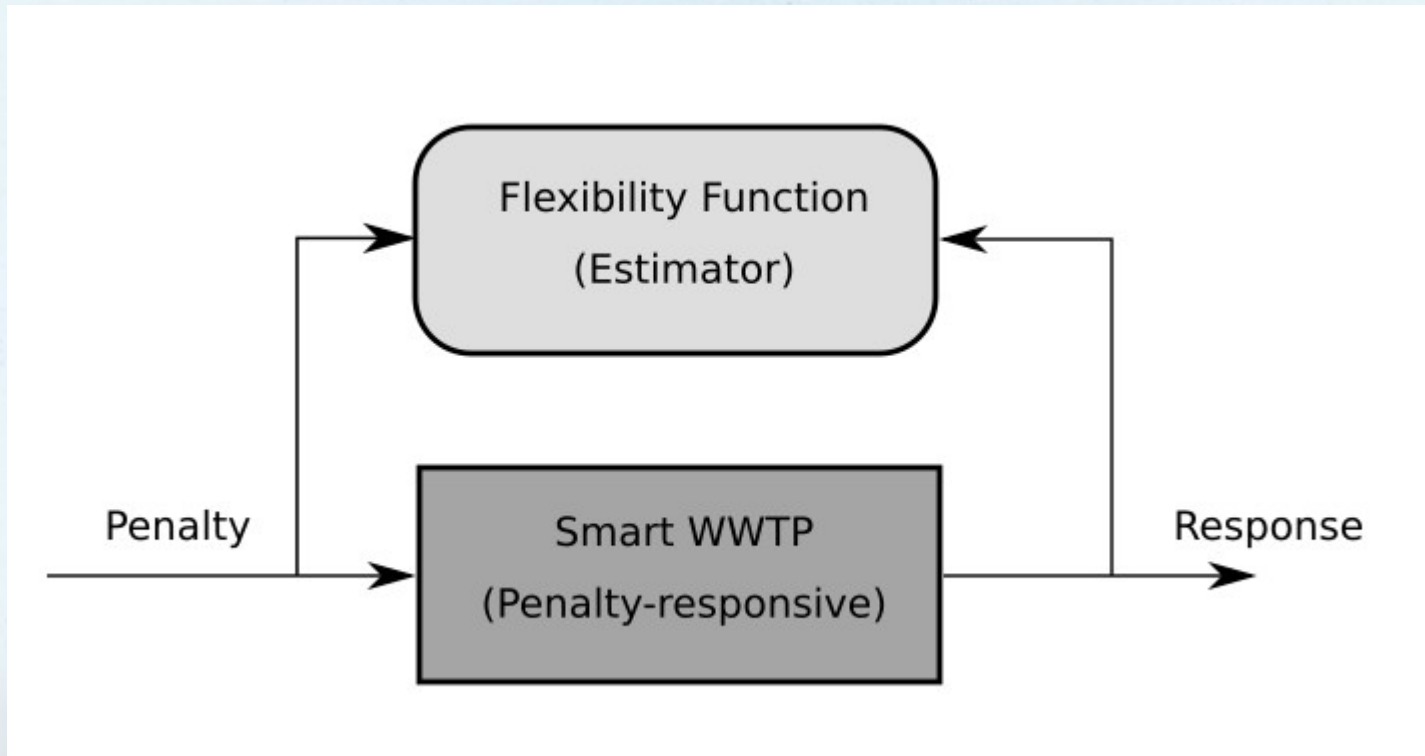 Flexibility Function
(Estimator)
Penalty
Smart WWTP
(Penalty-responsive)
Response